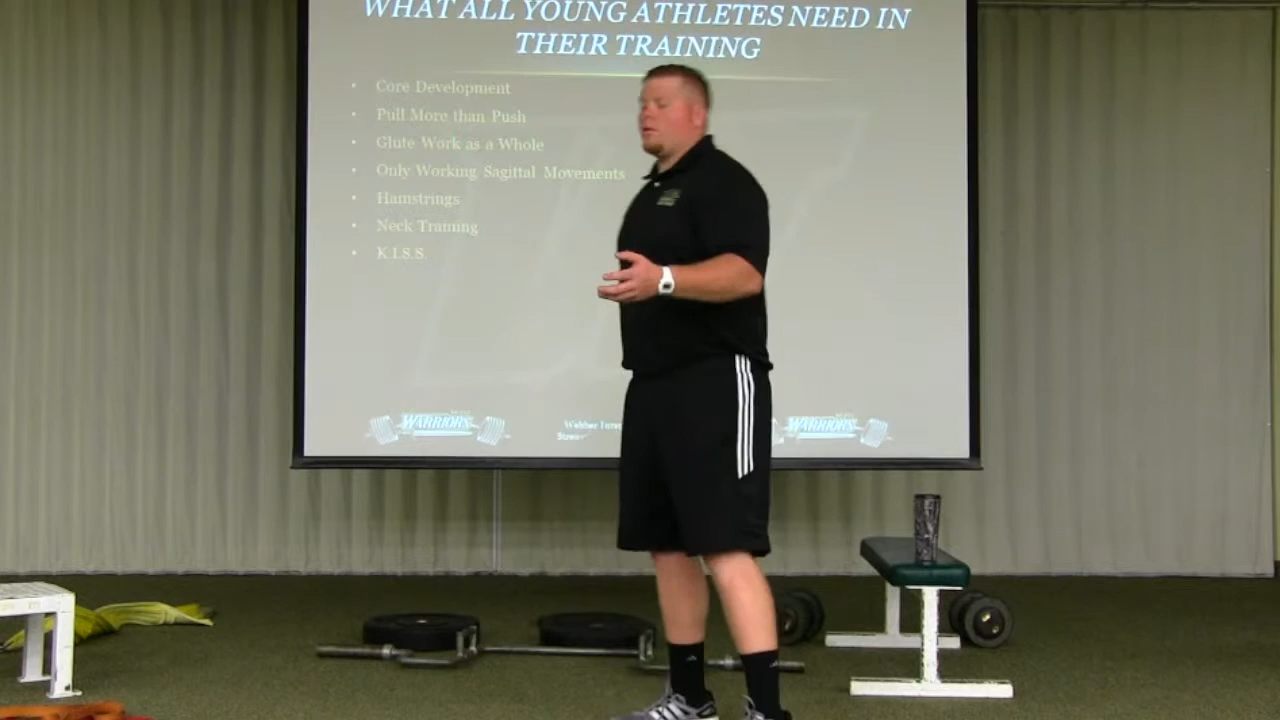 WHAT ALL YOUNG ATHLETES NEED IN
THEIR TRAINING
• Core Development
• Pull More than Push
• Glute Work as a Whole
• Only Working Sagittal Movements
• Hamstrings
• Neck Training
• K.I.S.S.
WARRIORS
WARRIORS